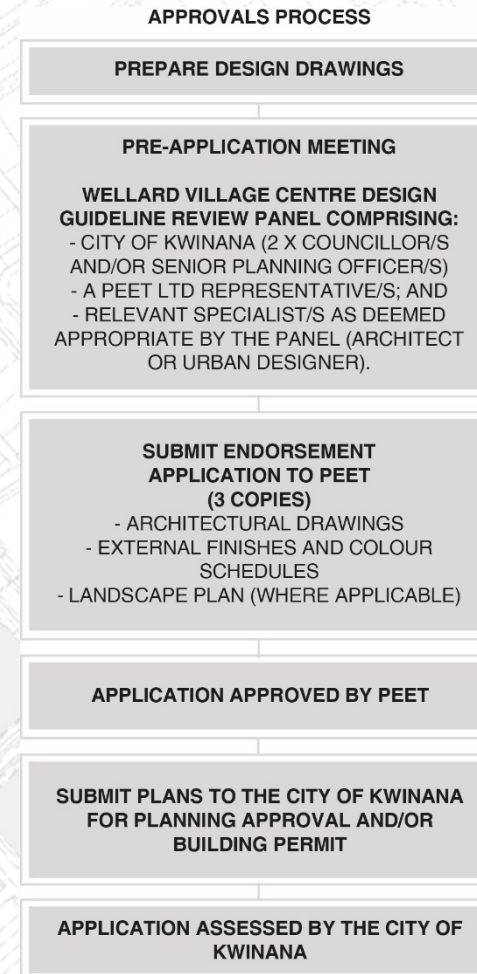 APPROVALS PROCESS
PREPARE DESIGN DRAWINGS
PRE-APPLICATION MEETING
WELLARD VILLAGE CENTRE DESIGN
GUIDELINE REVIEW PANEL COMPRISING:
- CITY OF KWINANA (2 X COUNCILLOR/S
AND/OR SENIOR PLANNING OFFICER/S)
- A PEET LTD REPRESENTATIVE/S; AND
- RELEVANT SPECIALIST/S AS DEEMED
APPROPRIATE BY THE PANEL (ARCHITECT
OR URBAN DESIGNER).
SUBMIT ENDORSEMENT
APPLICATION TO PEET
(3 COPIES)
- ARCHITECTURAL DRAWINGS
- EXTERNAL FINISHES AND COLOUR
SCHEDULES
- LANDSCAPE PLAN (WHERE APPLICABLE)
APPLICATION APPROVED BY PEET
SUBMIT PLANS TO THE CITY OF KWINANA
FOR PLANNING APPROVAL AND/OR
BUILDING PERMIT
APPLICATION ASSESSED BY THE CITY OF
KWINANA